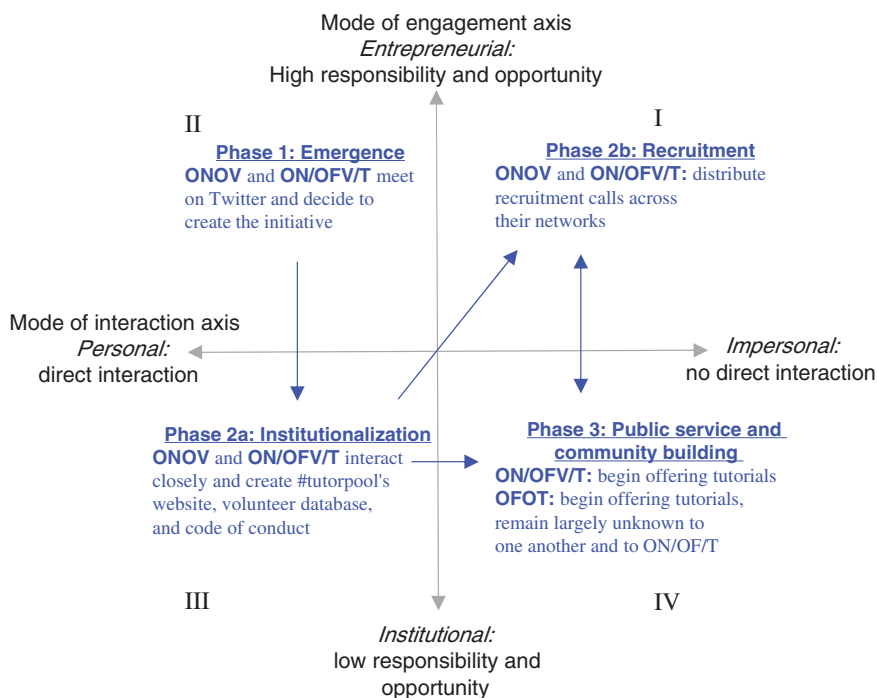 Mode of engagement axis
Entrepreneurial:
High responsibility and opportunity
II
I
Phase 1: Emergence
ONOV and ON/OFV/T meet
on Twitter and decide to
create the initiative
Phase 2b: Recruitment
ONOV and ON/OFV/T: distribute
recruitment calls across
their networks
Mode of interaction axis
Personal:
direct interaction
Impersonal:
no direct interaction
Phase 2a: Institutionalization
ONOV and ON/OFV/T interact
closely and create #tutorpool's
website, volunteer database,
and code of conduct
Phase 3: Public service and
community building
ON/OFV/T: begin offering tutorials
OFOT: begin offering tutorials,
remain largely unknown to
one another and to ON/OF/T
III
IV
Institutional:
low responsibility and
opportunity